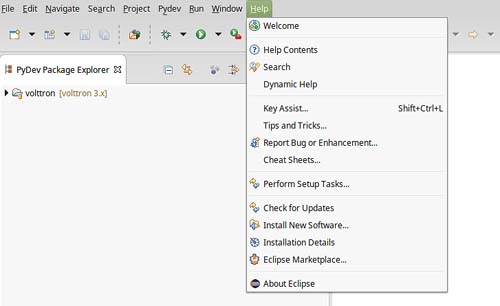 File Edit Navigate Search Project Pydev Run Window Help
Welcome
PyDev Package Explorer
Help Contents
Search
Dynamic Help
volttron [volttron 3.x]
Key Assist... Shift+Ctrl+L
Tips and Tricks...
Report Bug or Enhancement...
Cheat Sheets...
Perform Setup Tasks...
Check for Updates
Install New Software...
Installation Details
Eclipse Marketplace...
About Eclipse